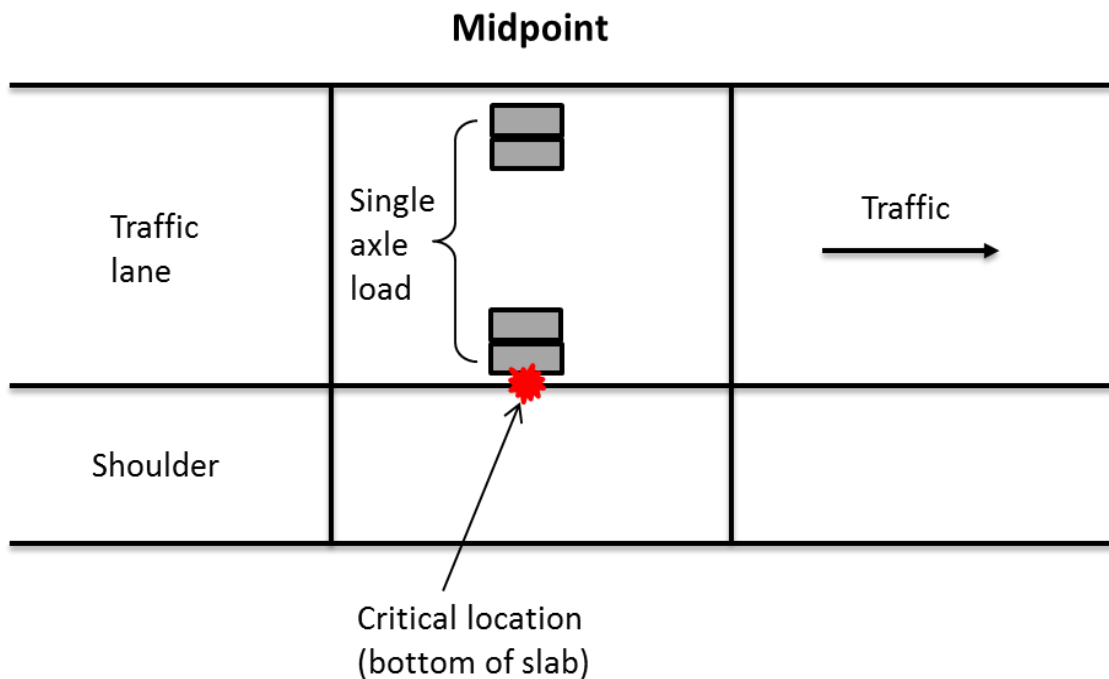 Midpoint
Traffic
lane
Single
axle
load
Traffic
Shoulder
Critical location
(bottom of slab)